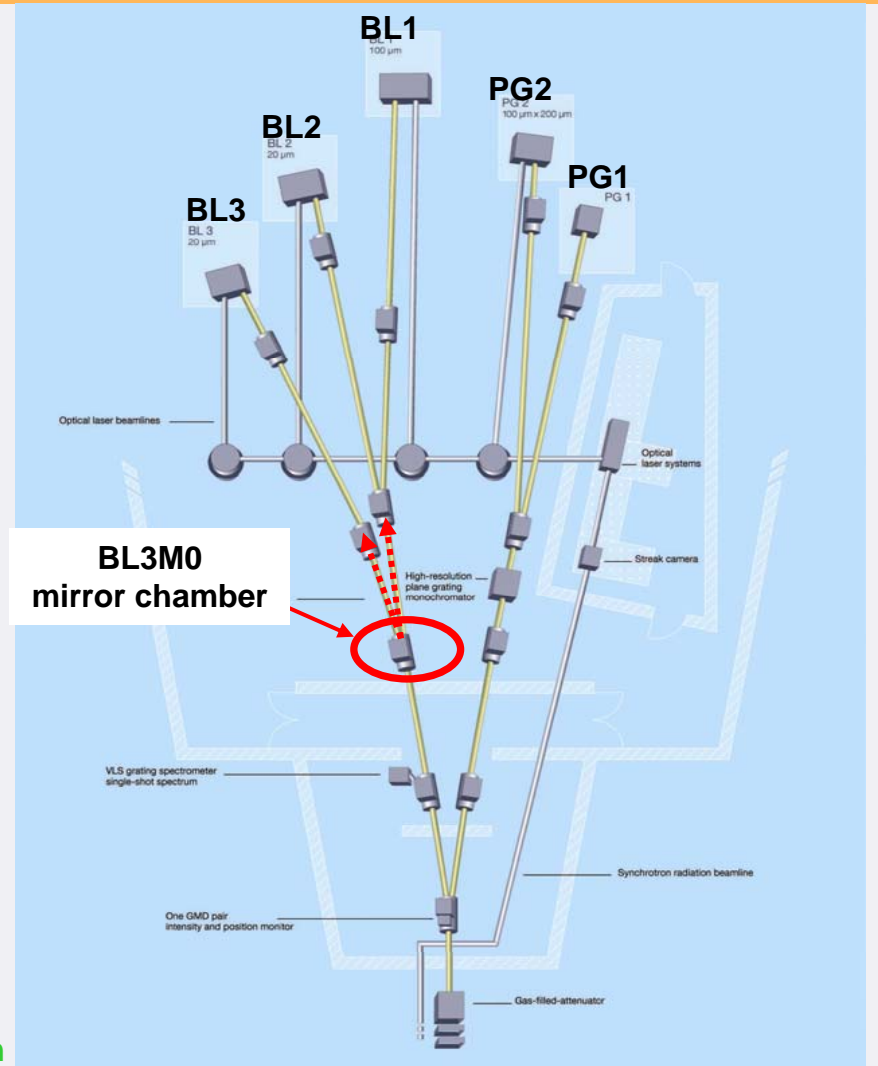 BL1
BL 1
100 µm
PG2
PG 2
100 µm x 200 µm
BL2
BL 2
20 µm
PG1
PG 1
BL3
BL 3
20 µm
Optical laser beamlines
Optical
laser systems
BL3M0
mirror chamber
High-resolution
plane grating
monochromator
Streak camera
VLS grating spectrometer
single-shot spectrum
Synchrotron radiation beamline
One GMD pair
intensity and position monitor
Gas-filled-attenuator